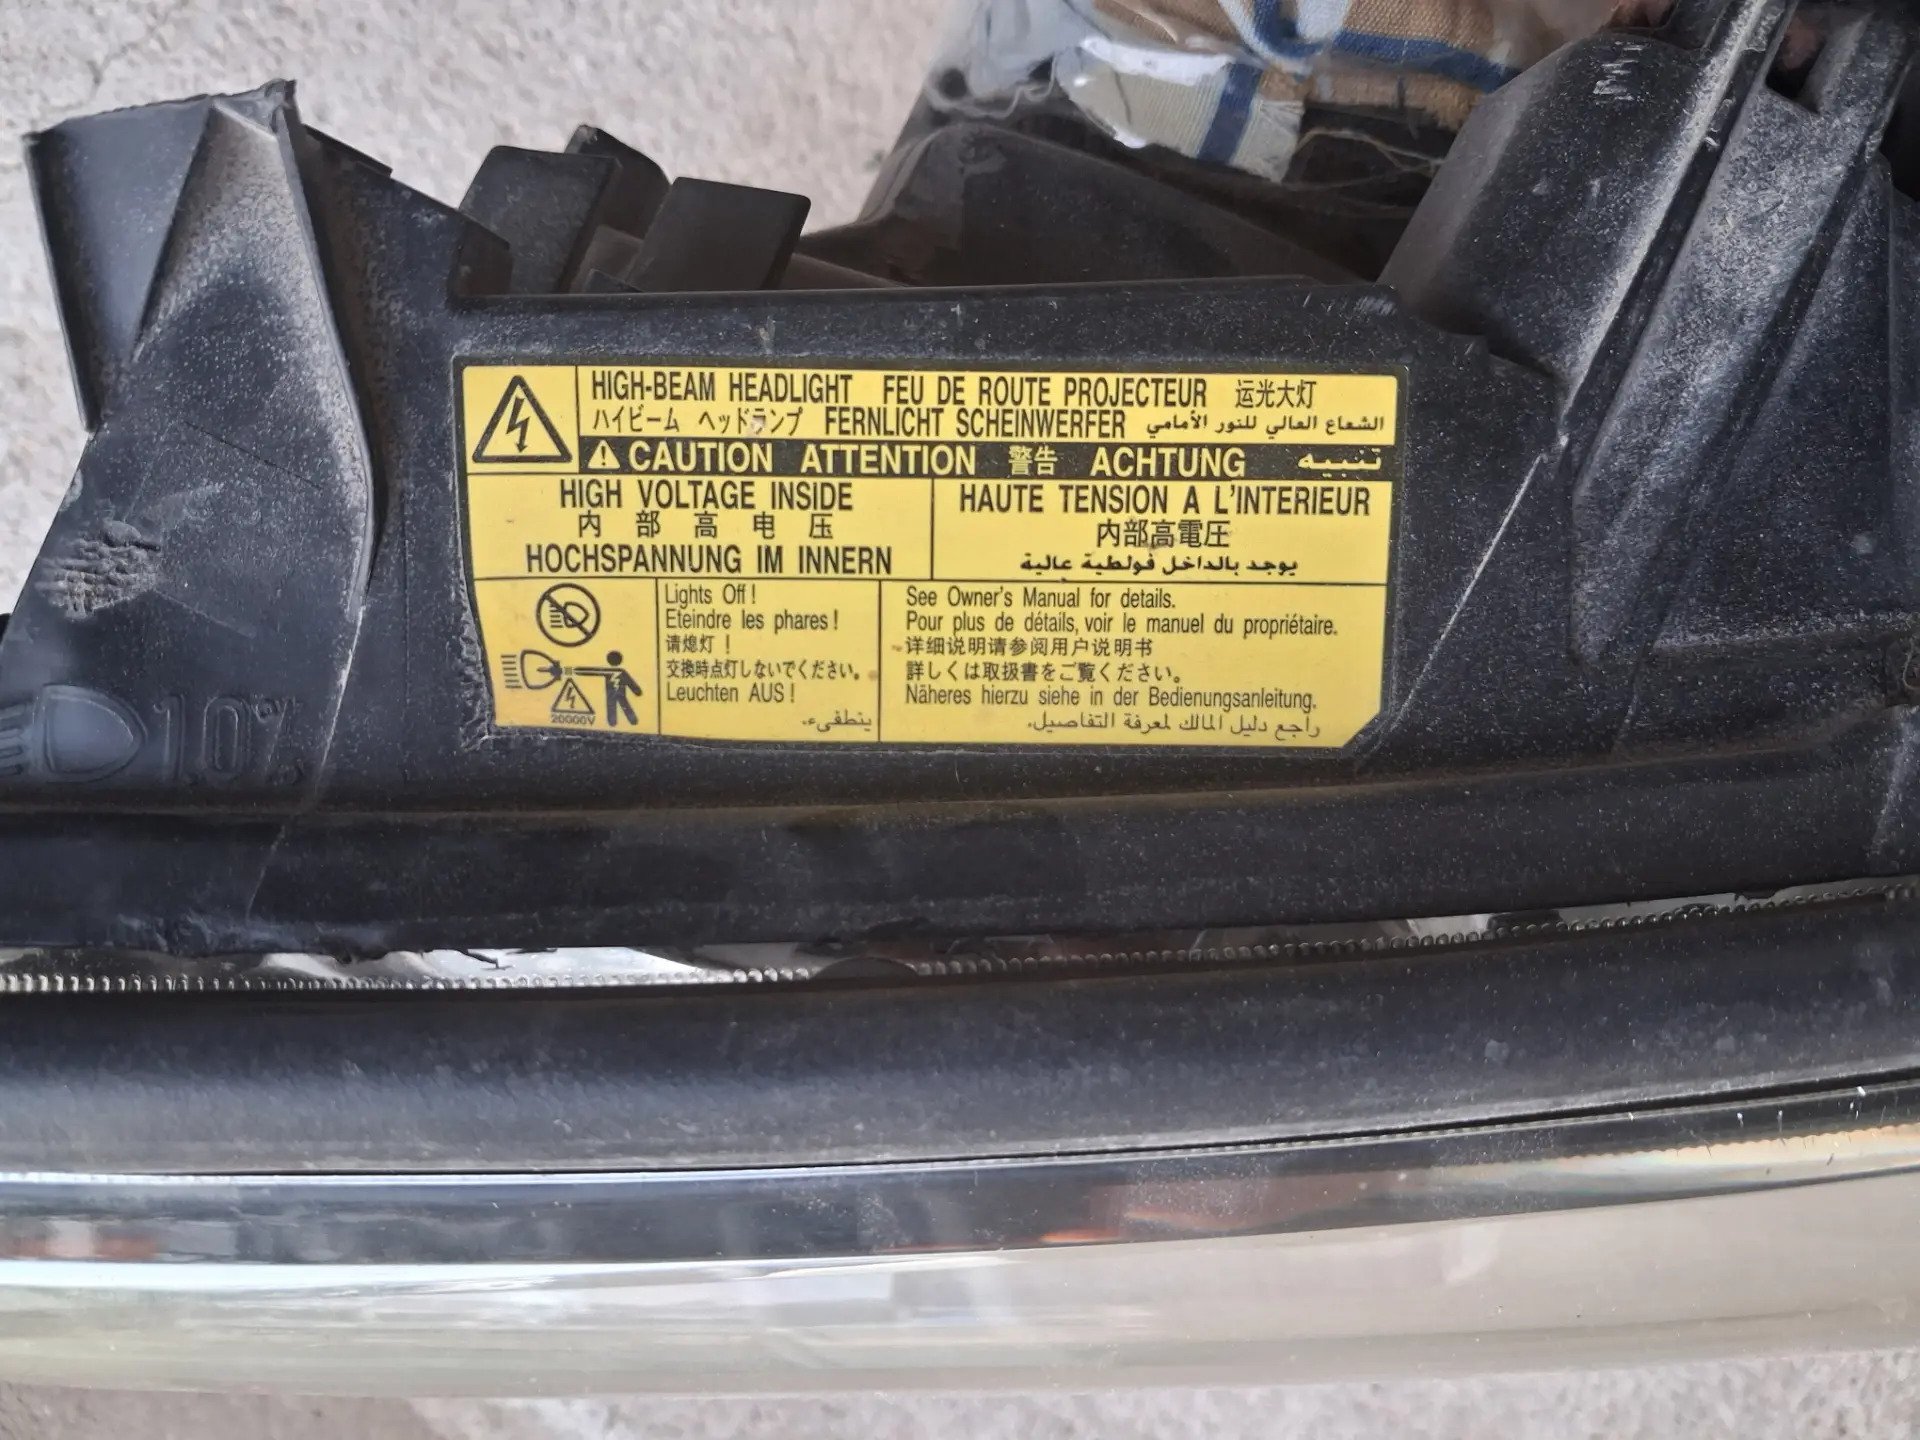 HIGH-BEAM HEADLIGHT FEU DE ROUTE PROJECTEUR 远光大灯
ハイビーム ヘッドランプ FERNLICHT SCHEINWERFER الشعاع العالي للنور الأمامي
CAUTION ATTENTION 警告 ACHTUNG تنبيه
HIGH VOLTAGE INSIDE
内部高电压
HOCHSPANNUNG IM INNERN
HAUTE TENSION A L'INTERIEUR
内部高電圧
يوجد بالداخل فولطية عالية
20000V
Lights Off !
Eteindre les phares !
请熄灯 !
交換時点灯しないでください。
Leuchten AUS !
ينطفىء.
See Owner's Manual for details.
Pour plus de détails, voir le manuel du propriétaire.
详细说明请参阅用户说明书
詳しくは取扱書をご覧ください。
Näheres hierzu siehe in der Bedienungsanleitung.
راجع دليل المالك لمعرفة التفاصيل.
1.0%